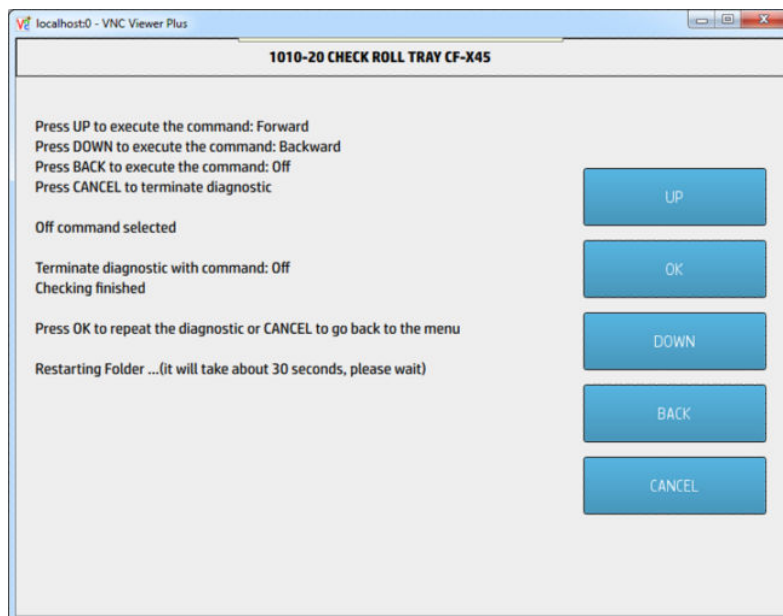 localhost:0 - VNC Viewer Plus
1010-20 CHECK ROLL TRAY CF-X45
Press UP to execute the command: Forward
Press DOWN to execute the command: Backward
Press BACK to execute the command: Off
Press CANCEL to terminate diagnostic
Off command selected
Terminate diagnostic with command: Off
Checking finished
Press OK to repeat the diagnostic or CANCEL to go back to the menu
Restarting Folder ...(it will take about 30 seconds, please wait)
UP
OK
DOWN
BACK
CANCEL